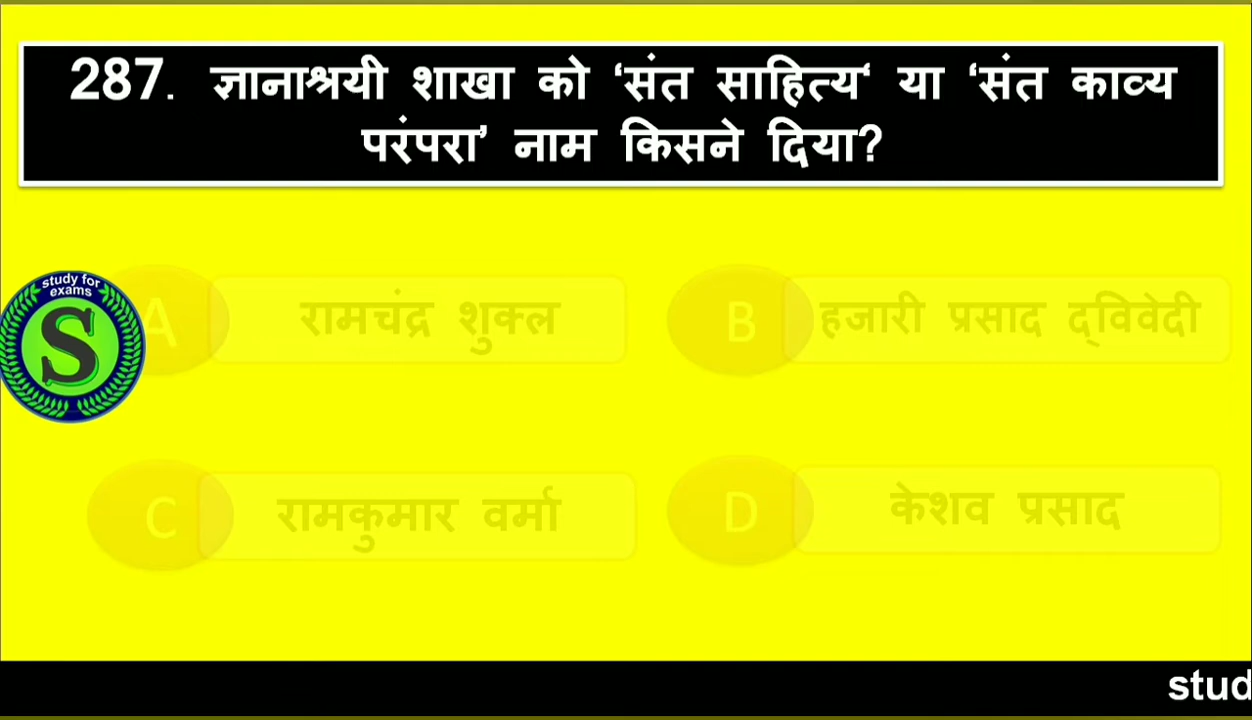 287. ज्ञानाश्रयी शाखा को ‘संत साहित्य‘ या ‘संत काव्य
परंपरा’ नाम किसने दिया?
study for
exams
S
A रामचंद्र शुक्ल
B हजारी प्रसाद द्विवेदी
C रामकुमार वर्मा
D केशव प्रसाद
stud